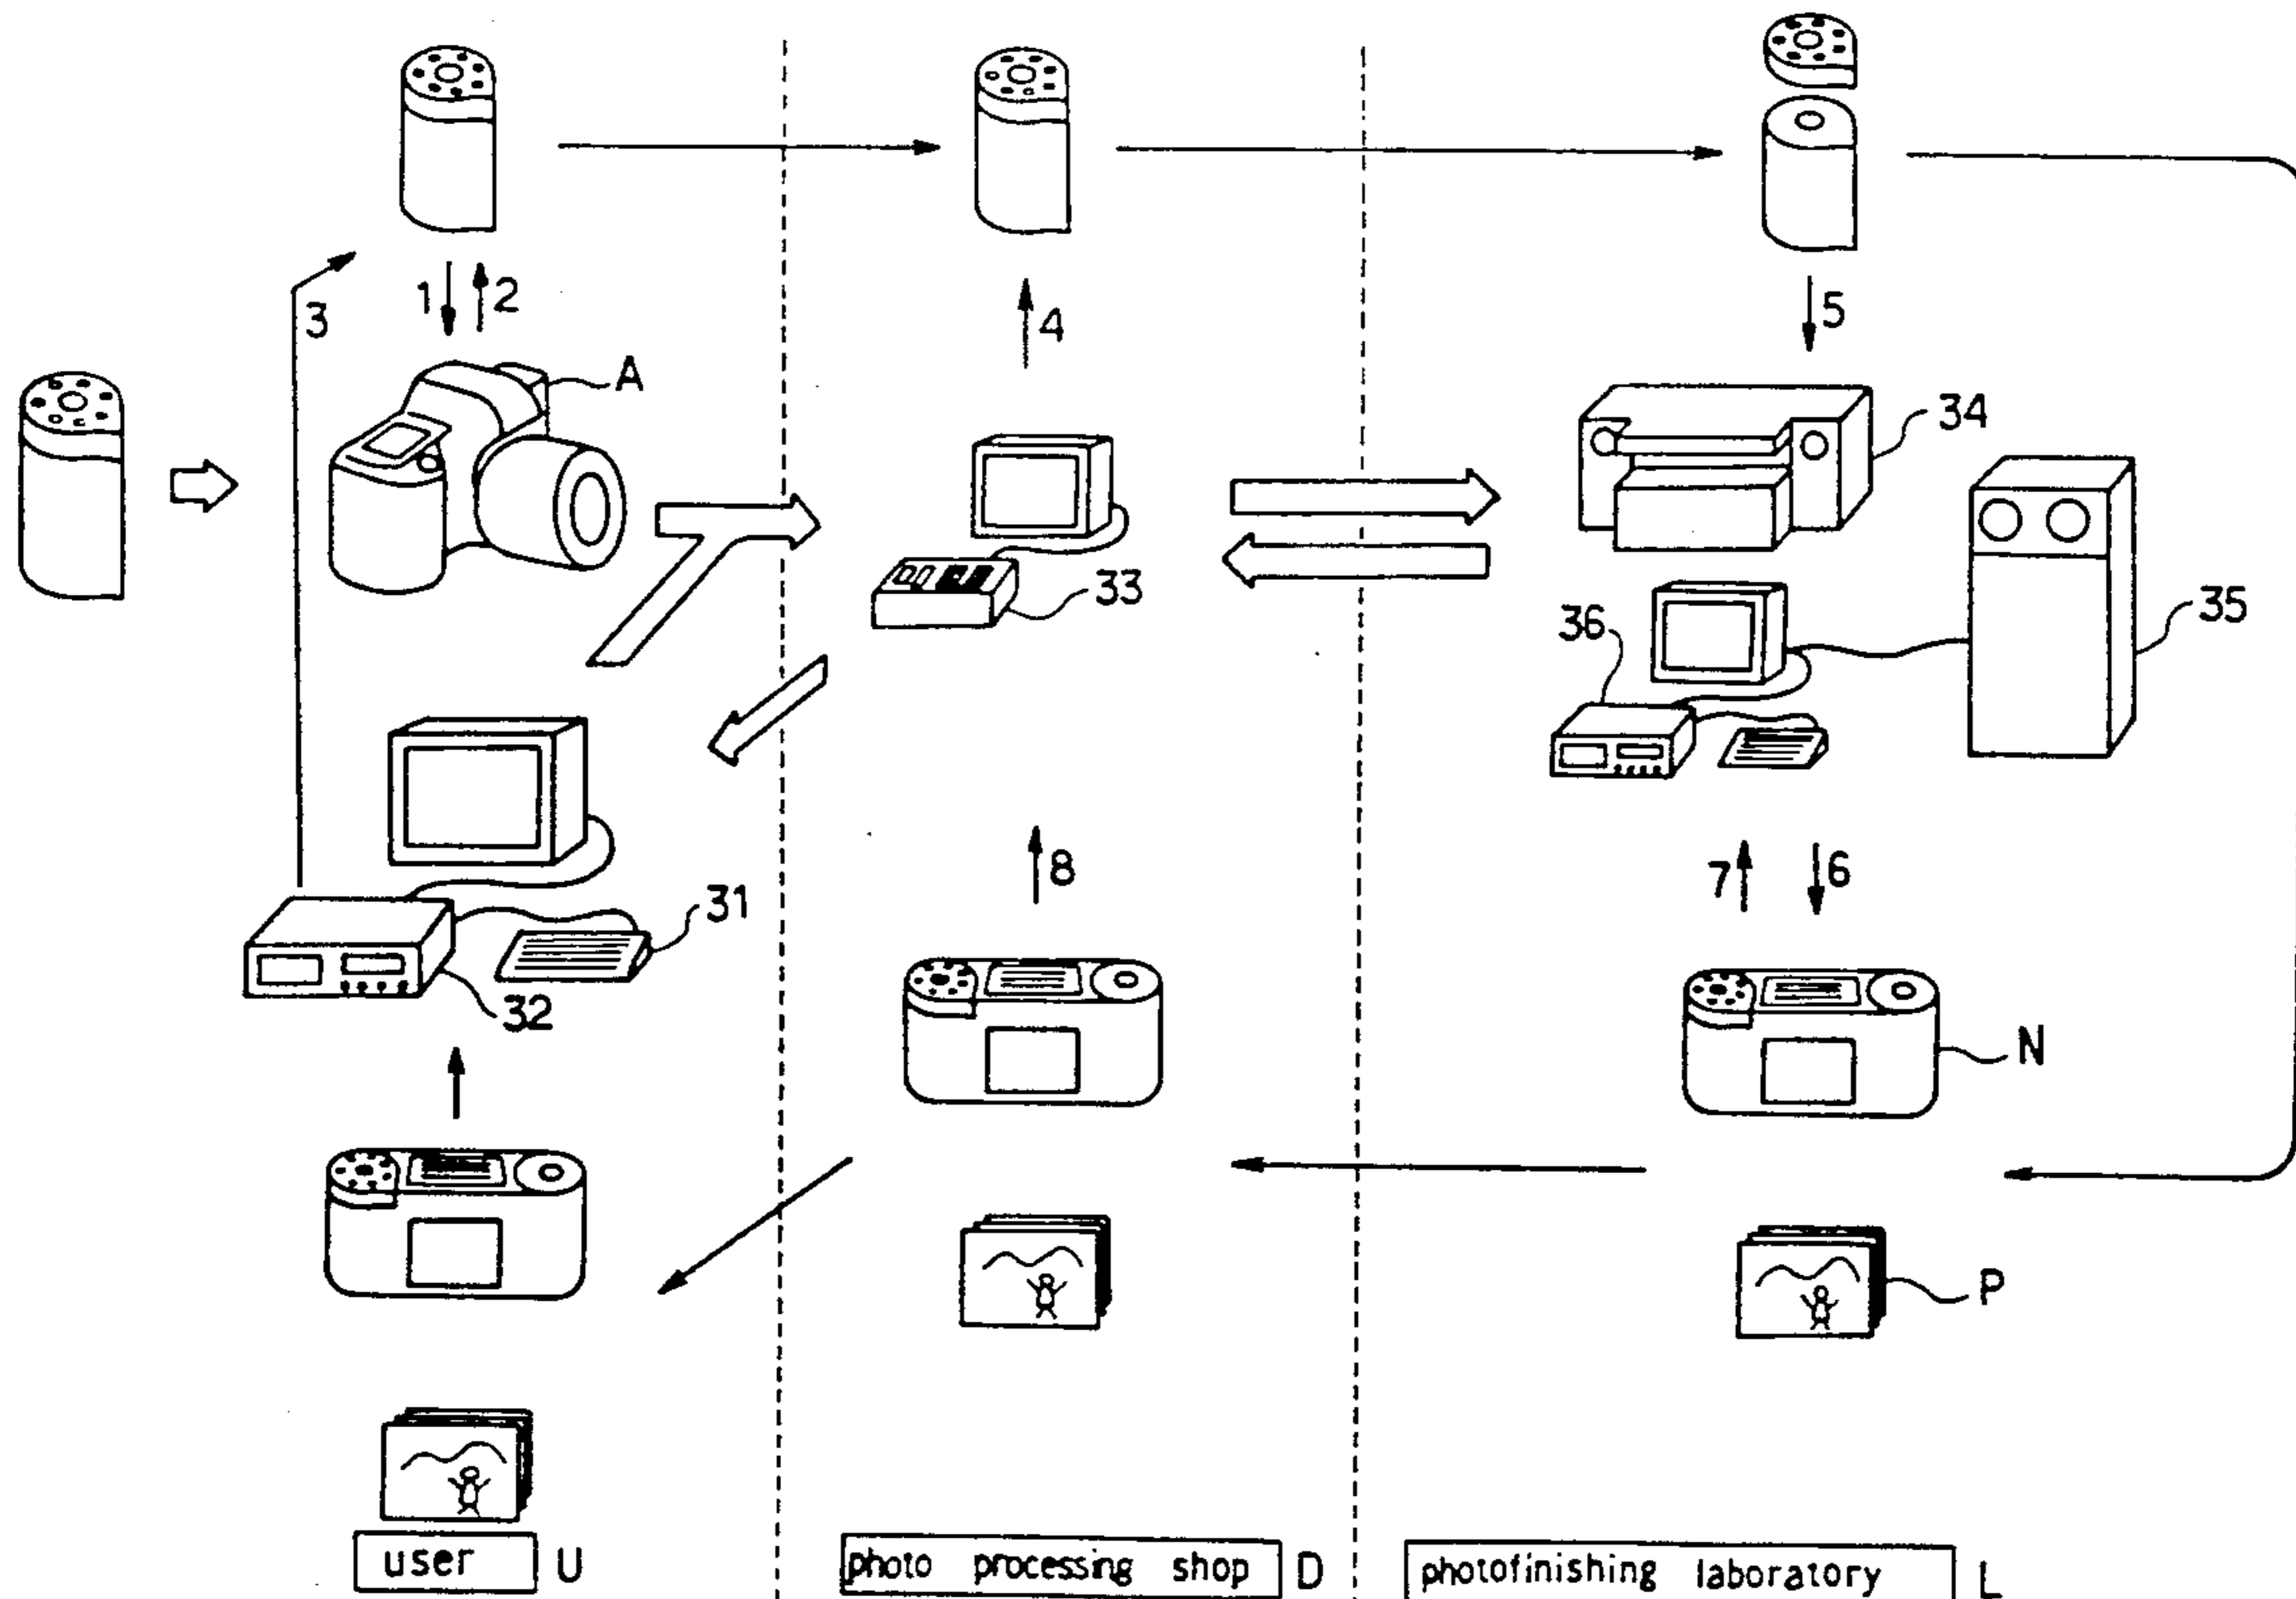 1
2
3
4
5
A
34
33
36
35
31
32
8
7
6
N
P
user U
photo processing shop D
photofinishing laboratory L